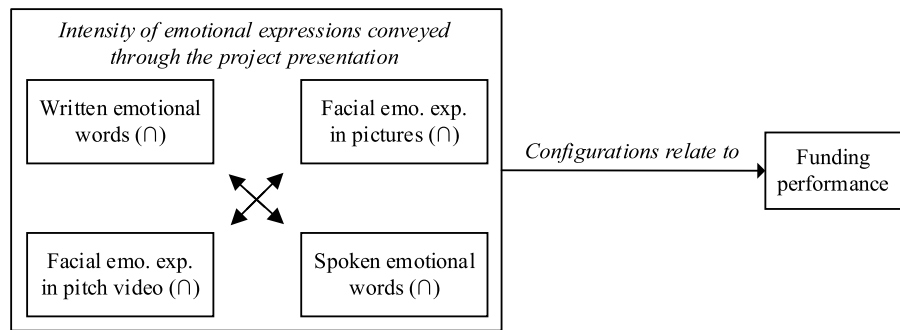 Intensity of emotional expressions conveyed
through the project presentation
Written emotional
words (∩)
Facial emo. exp.
in pictures (∩)
Facial emo. exp.
in pitch video (∩)
Spoken emotional
words (∩)
Configurations relate to
Funding
performance